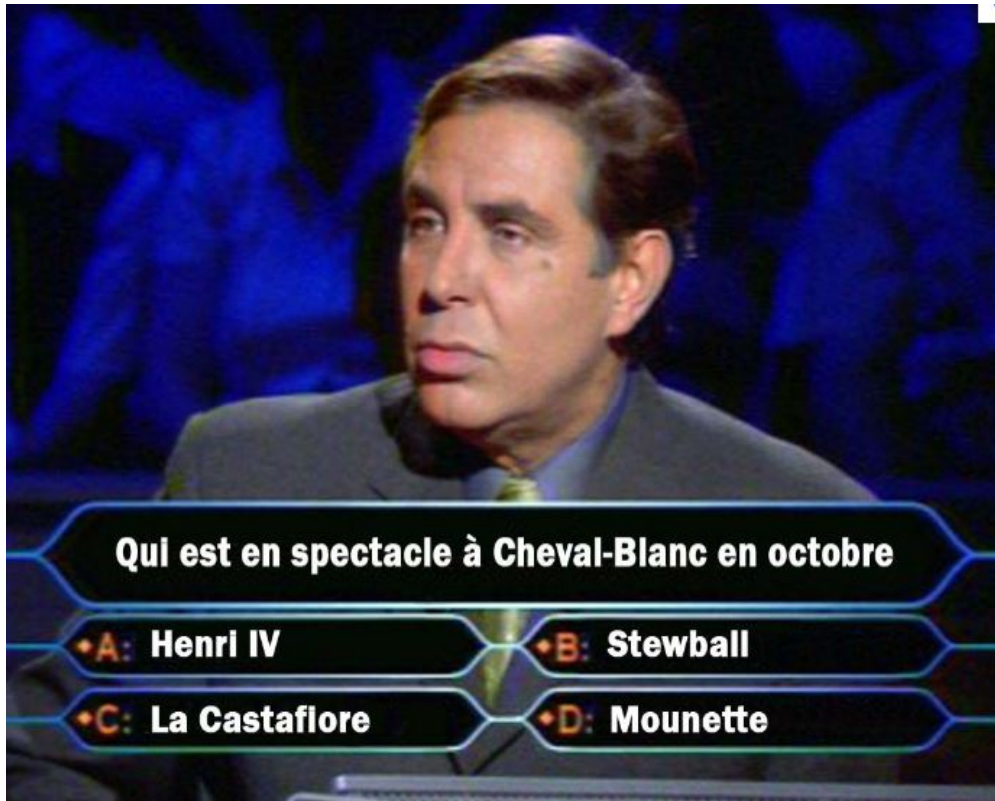 Qui est en spectacle à Cheval-Blanc en octobre
A: Henri IV
B: Stewball
C: La Castafiore
D: Mounette